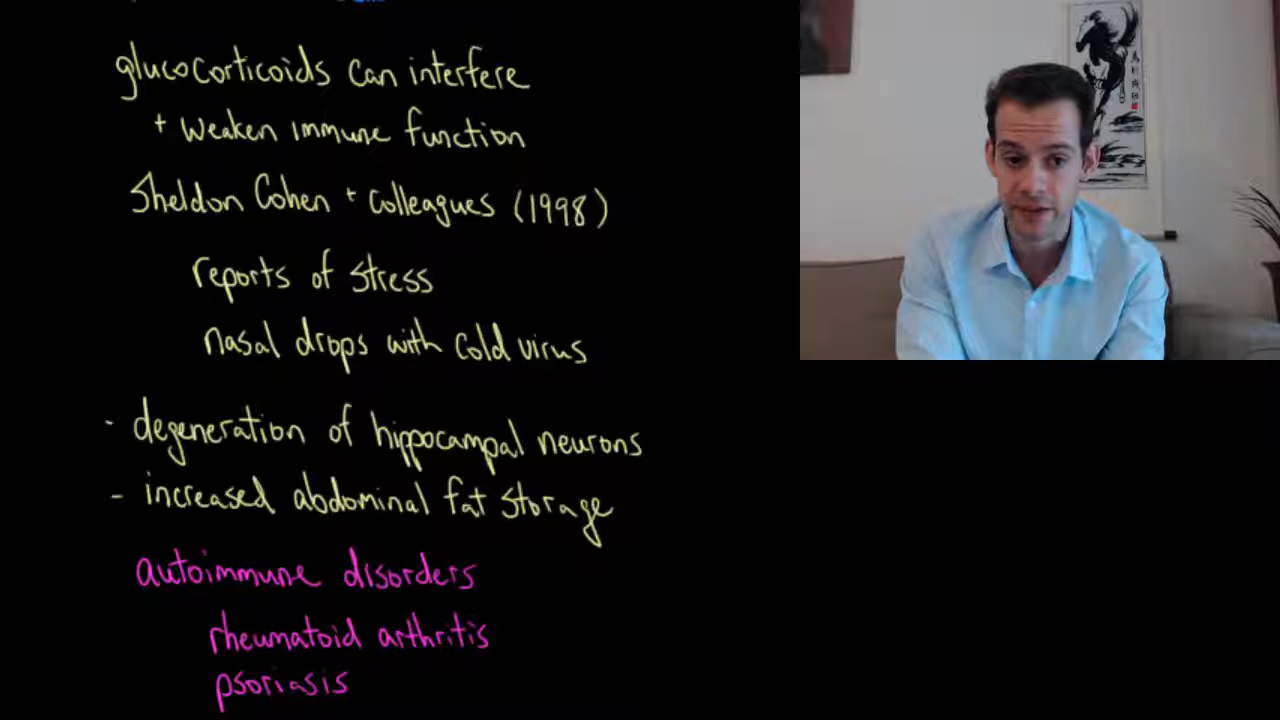 glucocorticoids can interfere
+ weaken immune function
Sheldon Cohen + Colleagues (1998)
reports of stress
nasal drops with cold virus
- degeneration of hippocampal neurons
- increased abdominal fat storage
autoimmune disorders
rheumatoid arthritis
psoriasis